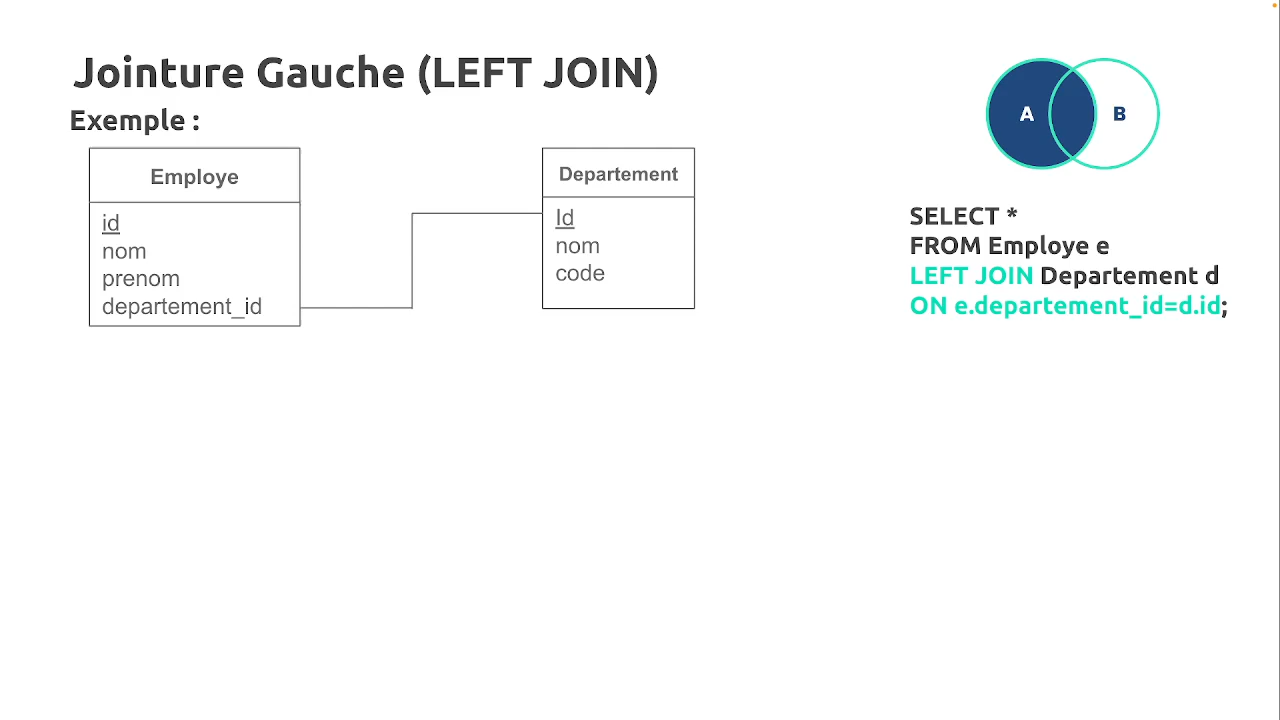 Jointure Gauche (LEFT JOIN)
Exemple :
Employe
id
nom
prenom
departement_id
Departement
Id
nom
code
A
B
SELECT *
FROM Employe e
LEFT JOIN Departement d
ON e.departement_id=d.id;